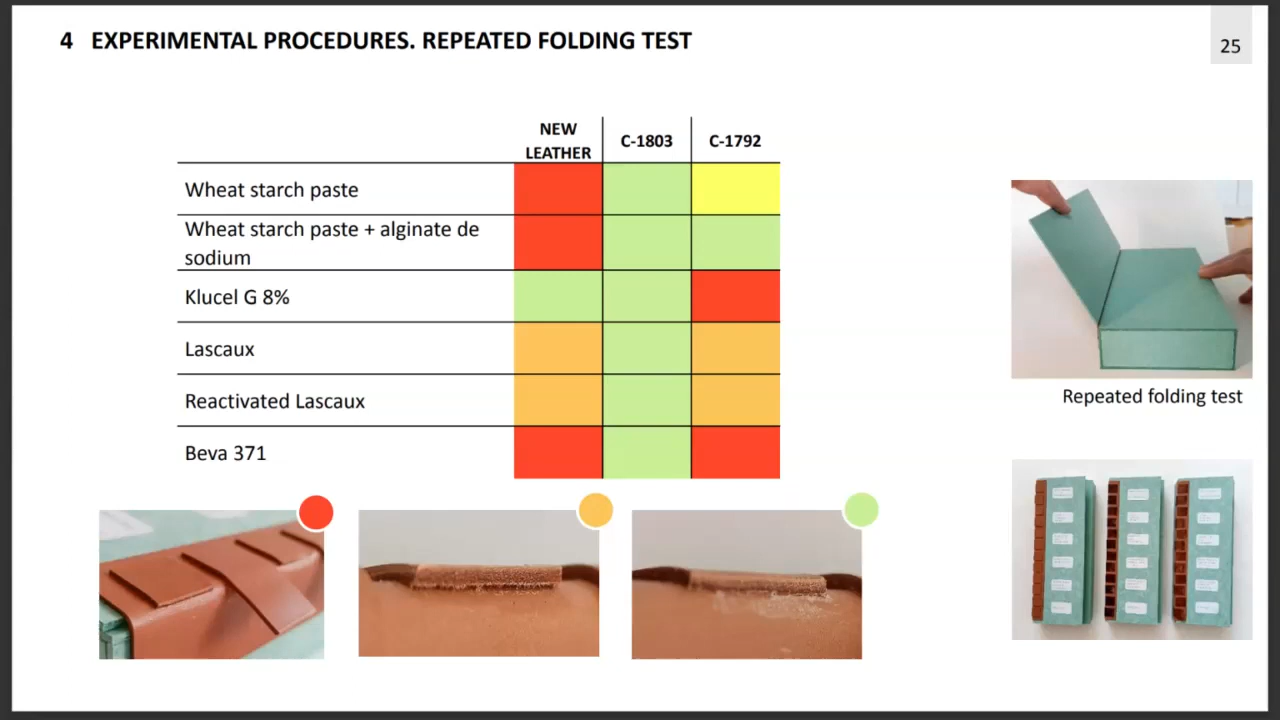 4 EXPERIMENTAL PROCEDURES. REPEATED FOLDING TEST
25
NEW
LEATHER
C-1803
C-1792
Wheat starch paste
Wheat starch paste + alginate de
sodium
Klucel G 8%
Lascaux
Reactivated Lascaux
Beva 371
Repeated folding test